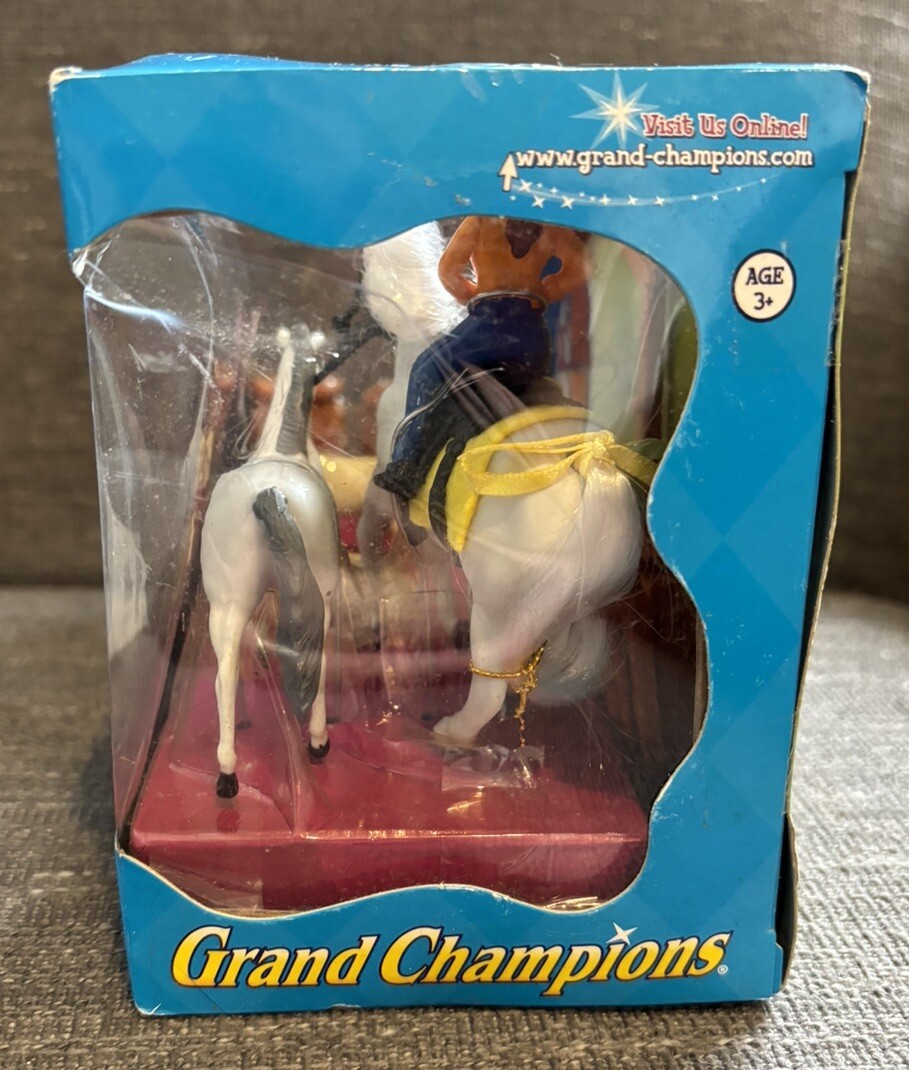 Visit Us Online!
www.grand-champions.com
AGE
3+
Grand Champions®